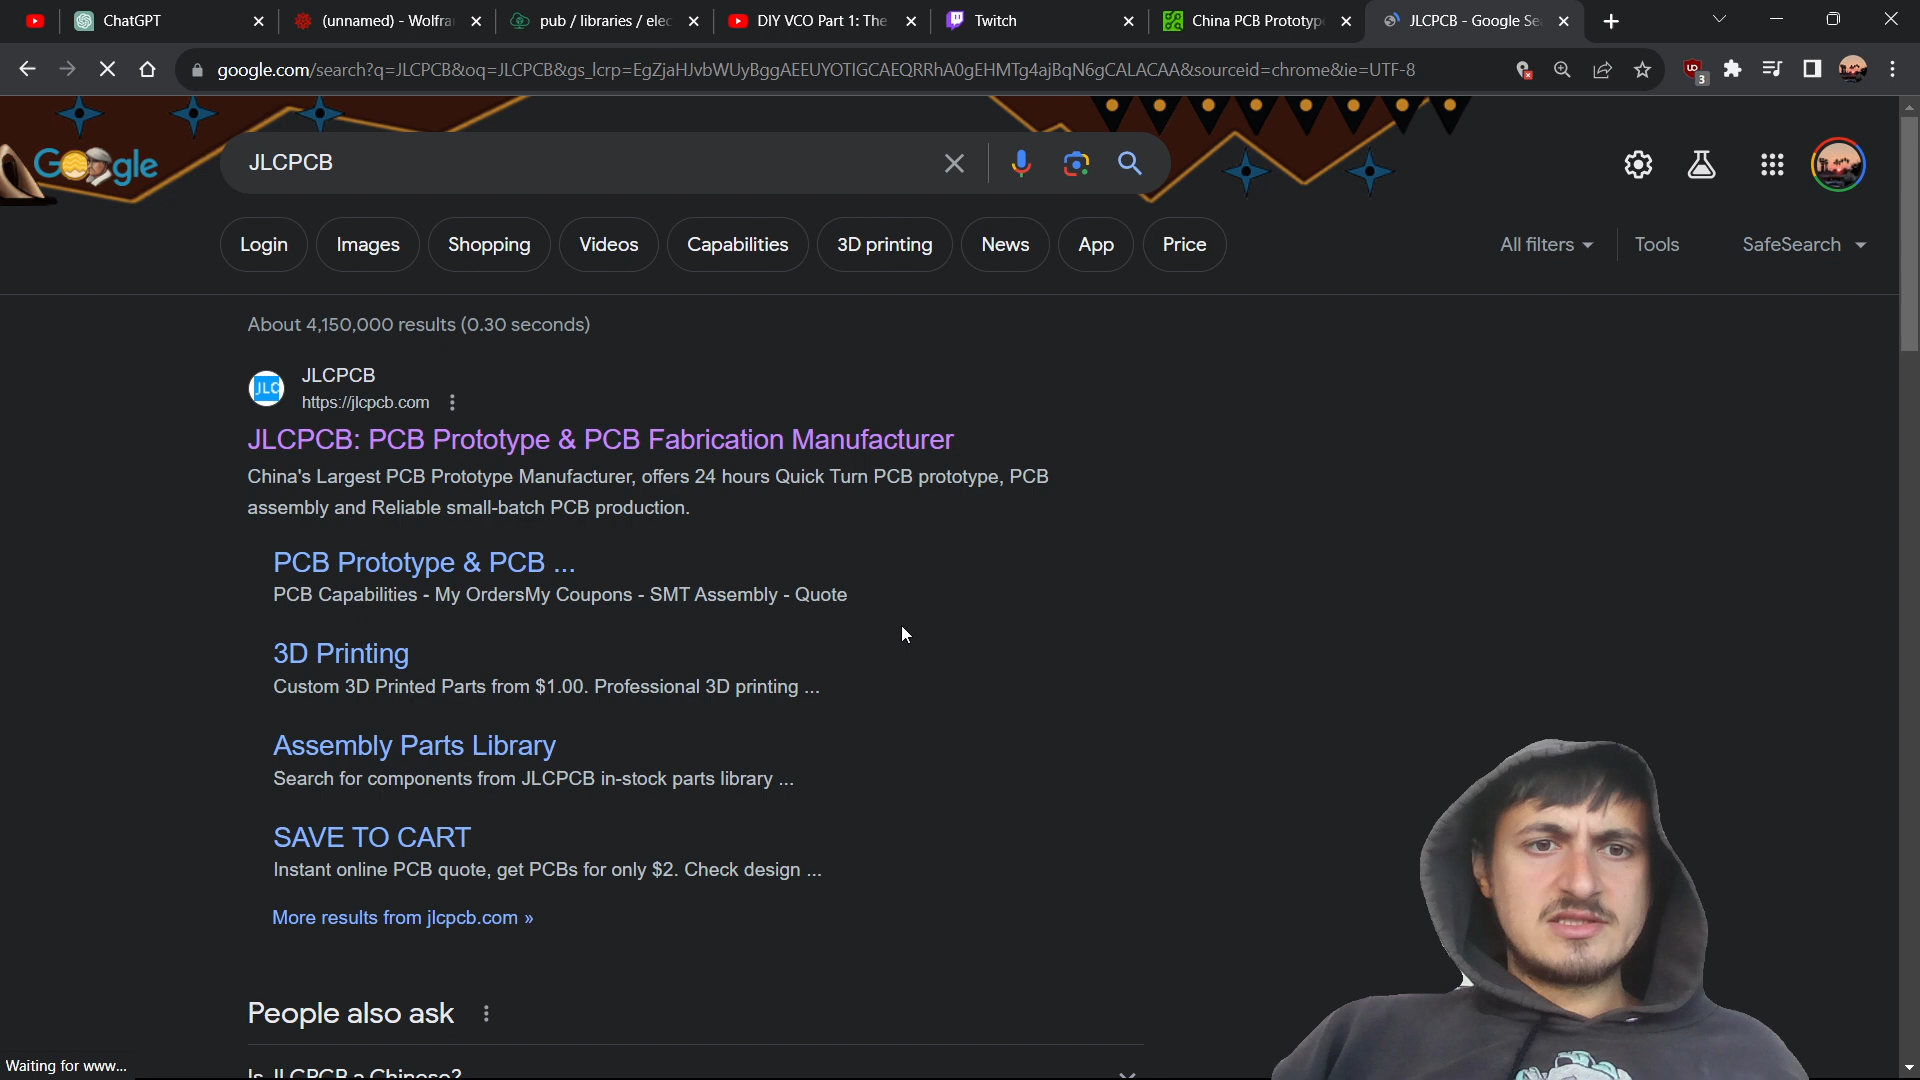 ChatGPT
(unnamed) - Wolfra
pub / libraries / elec
DIY VCO Part 1: The
Twitch
China PCB Prototyp
JLCPCB - Google Se
google.com/search?q=JLCPCB&oq=JLCPCB&gs_lcrp=EgZjaHJvbWUyBggAEEUYOTIGCAEQRRhA0gEHMTg4ajBqN6gCALACAA&sourceid=chrome&ie=UTF-8
3
Google
JLCPCB
Login
Images
Shopping
Videos
Capabilities
3D printing
News
App
Price
All filters
Tools
SafeSearch
About 4,150,000 results (0.30 seconds)
JLC
JLCPCB
https://jlcpcb.com
JLCPCB: PCB Prototype & PCB Fabrication Manufacturer
China's Largest PCB Prototype Manufacturer, offers 24 hours Quick Turn PCB prototype, PCB
assembly and Reliable small-batch PCB production.
PCB Prototype & PCB ...
PCB Capabilities - My OrdersMy Coupons - SMT Assembly - Quote
3D Printing
Custom 3D Printed Parts from $1.00. Professional 3D printing ...
Assembly Parts Library
Search for components from JLCPCB in-stock parts library ...
SAVE TO CART
Instant online PCB quote, get PCBs for only $2. Check design ...
More results from jlcpcb.com »
People also ask
Is JLCPCB a Chinese?
Waiting for www...